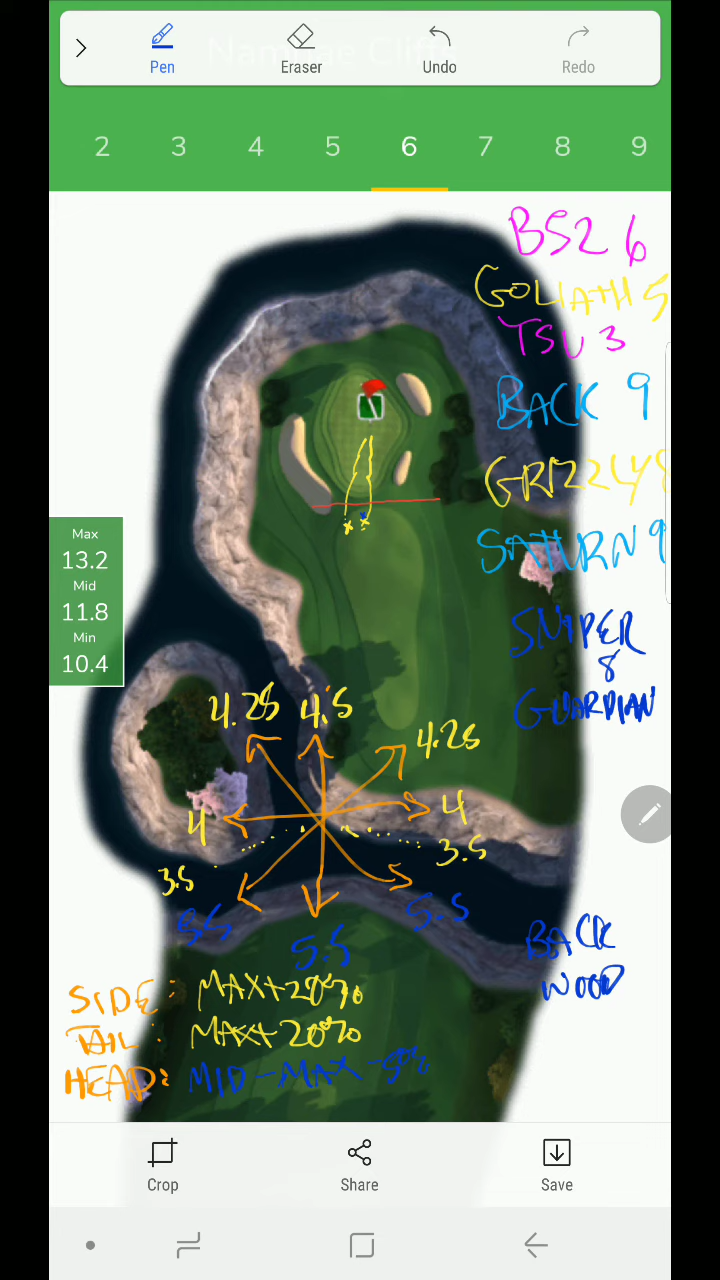 Pen Eraser Undo Redo
2 3 4 5 6 7 8 9
B52 6
GOLIATH 5
TSU 3
BACK 9
GRIZZLY 8
SATURN 9
SNIPER
8
GUARDIAN
Max
13.2
Mid
11.8
Min
10.4
4.25 4.5
4.25
4 4
3.5
3.5
5.5
5.5
5.5
BACK
WOOD
SIDE: MAX+20%
TAIL: MAX+20%
HEAD: MID-MAX-5%
Crop Share Save